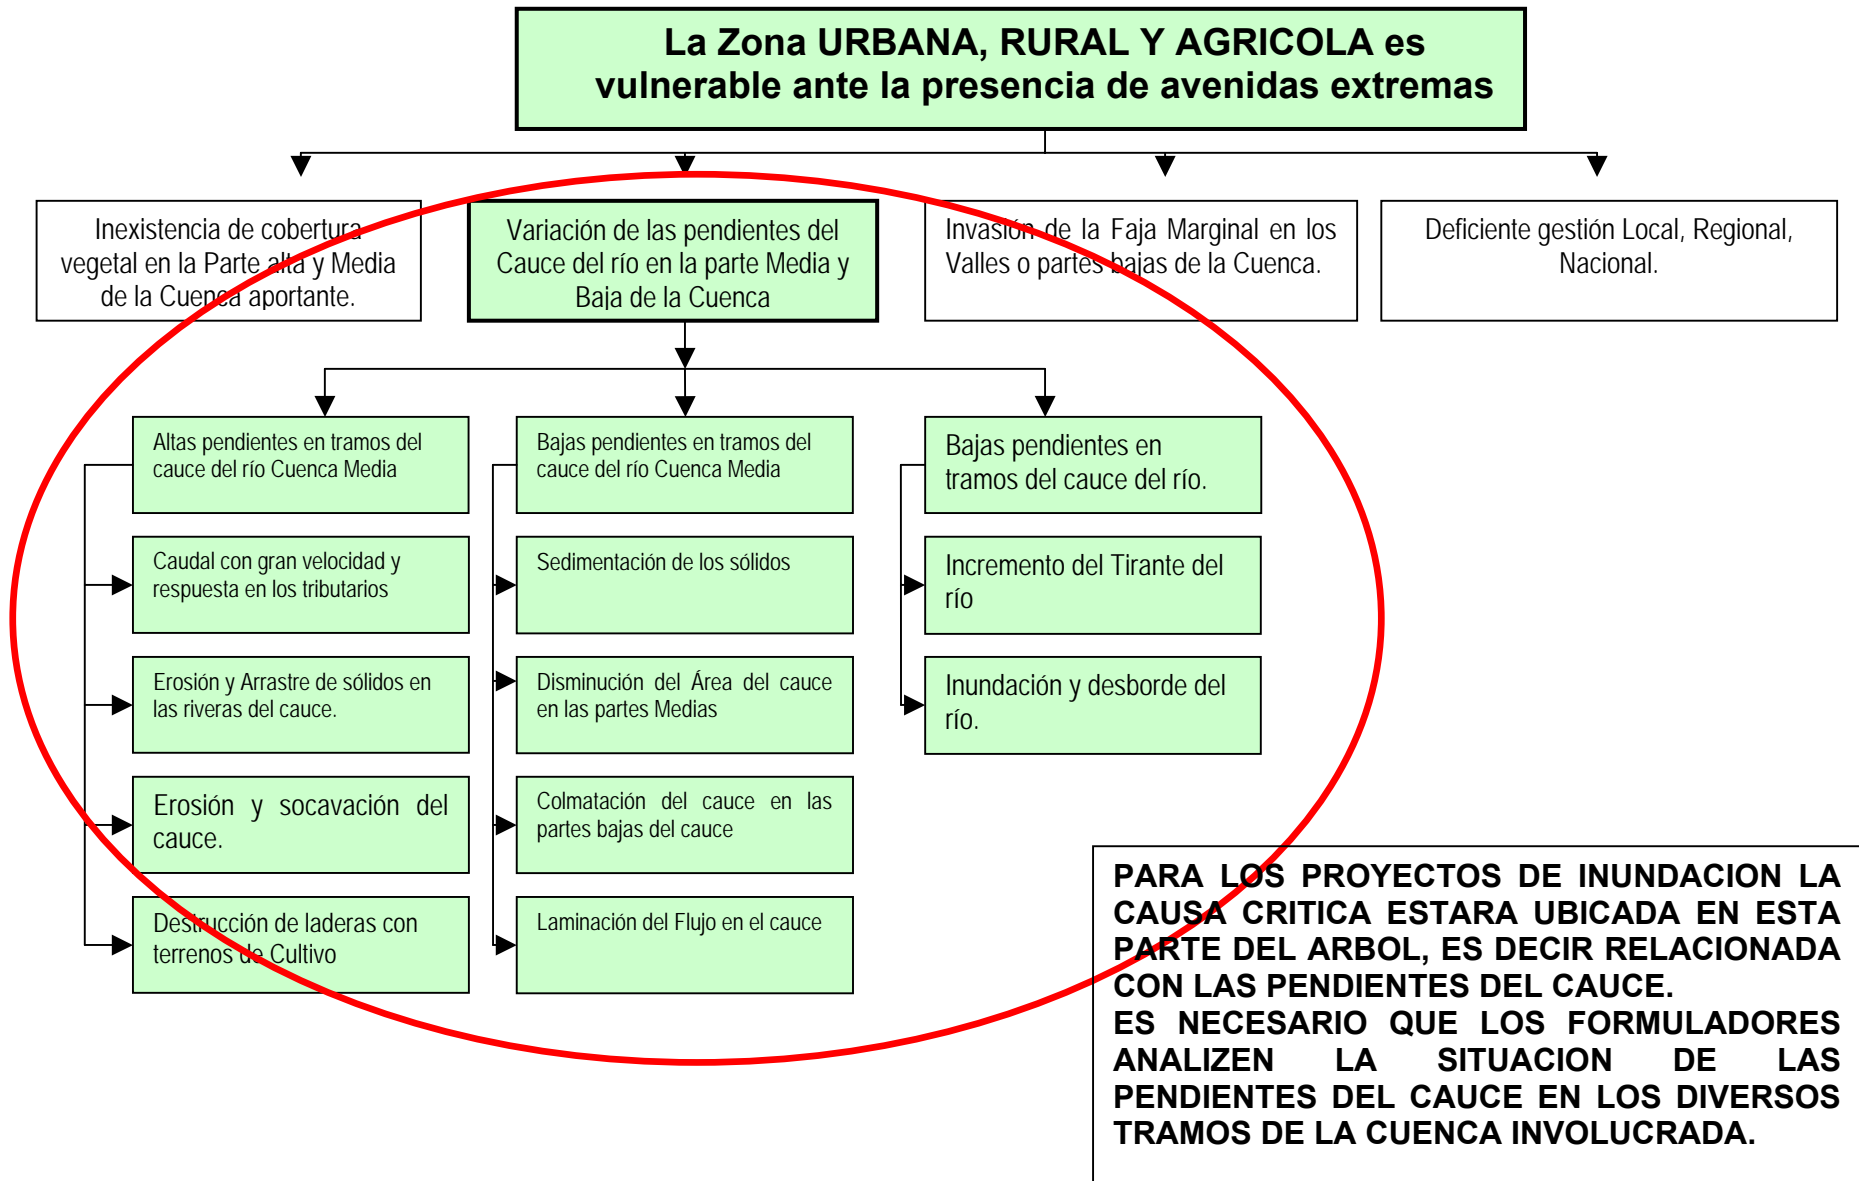 La Zona URBANA, RURAL Y AGRICOLA es
vulnerable ante la presencia de avenidas extremas
Inexistencia de cobertura
vegetal en la Parte alta y Media
de la Cuenca aportante.
Variación de las pendientes del
Cauce del río en la parte Media y
Baja de la Cuenca
Invasión de la Faja Marginal en los
Valles o partes bajas de la Cuenca.
Deficiente gestión Local, Regional,
Nacional.
Altas pendientes en tramos del
cauce del río Cuenca Media
Caudal con gran velocidad y
respuesta en los tributarios
Erosión y Arrastre de sólidos en
las riveras del cauce.
Erosión y socavación del
cauce.
Destrucción de laderas con
terrenos de Cultivo
Bajas pendientes en tramos del
cauce del río Cuenca Media
Sedimentación de los sólidos
Disminución del Área del cauce
en las partes Medias
Colmatación del cauce en las
partes bajas del cauce
Laminación del Flujo en el cauce
Bajas pendientes en
tramos del cauce del río.
Incremento del Tirante del
río
Inundación y desborde del
río.
PARA LOS PROYECTOS DE INUNDACION LA
CAUSA CRITICA ESTARA UBICADA EN ESTA
PARTE DEL ARBOL, ES DECIR RELACIONADA
CON LAS PENDIENTES DEL CAUCE.
ES NECESARIO QUE LOS FORMULADORES
ANALIZEN LA SITUACION DE LAS
PENDIENTES DEL CAUCE EN LOS DIVERSOS
TRAMOS DE LA CUENCA INVOLUCRADA.